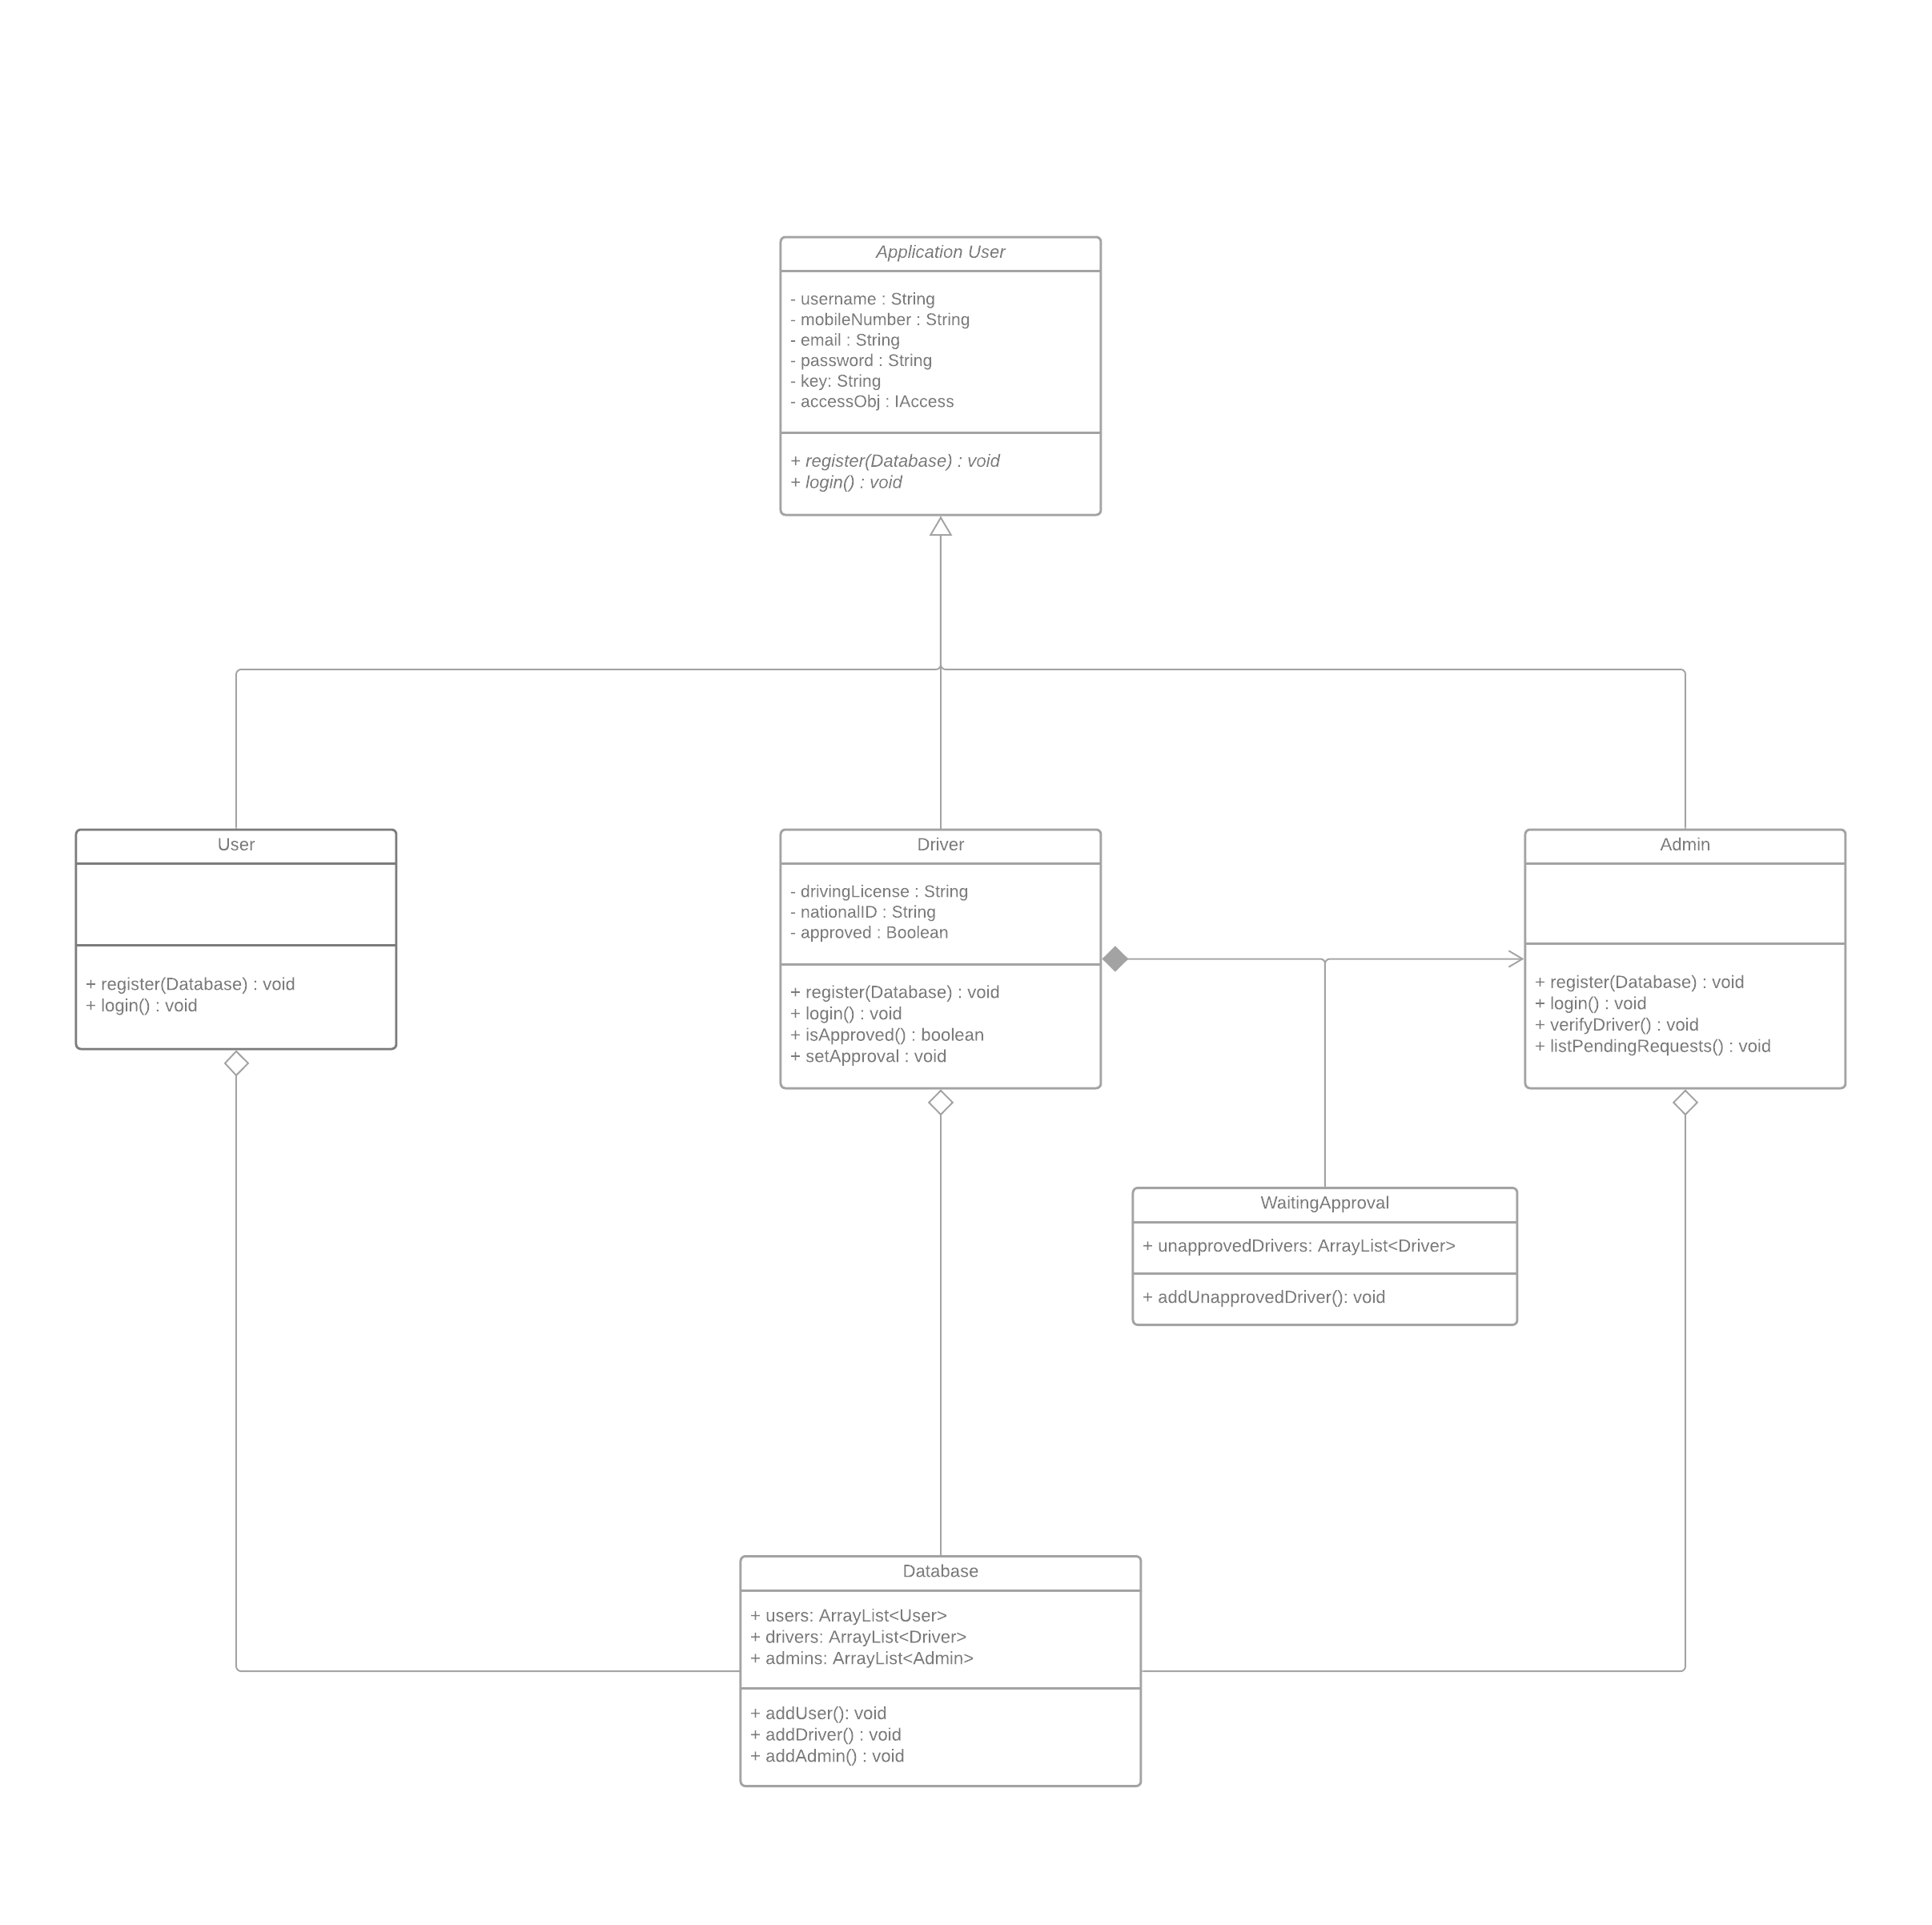 Application User
- username : String
- mobileNumber : String
- email : String
- password : String
- key: String
- accessObj : IAccess
+ register(Database) : void
+ login() : void
User
+ register(Database) : void
+ login() : void
Driver
- drivingLicense : String
- nationalID : String
- approved : Boolean
+ register(Database) : void
+ login() : void
+ isApproved() : boolean
+ setApproval : void
Admin
+ register(Database) : void
+ login() : void
+ verifyDriver() : void
+ listPendingRequests() : void
WaitingApproval
+ unapprovedDrivers: ArrayList<Driver>
+ addUnapprovedDriver(): void
Database
+ users: ArrayList<User>
+ drivers: ArrayList<Driver>
+ admins: ArrayList<Admin>
+ addUser(): void
+ addDriver() : void
+ addAdmin() : void